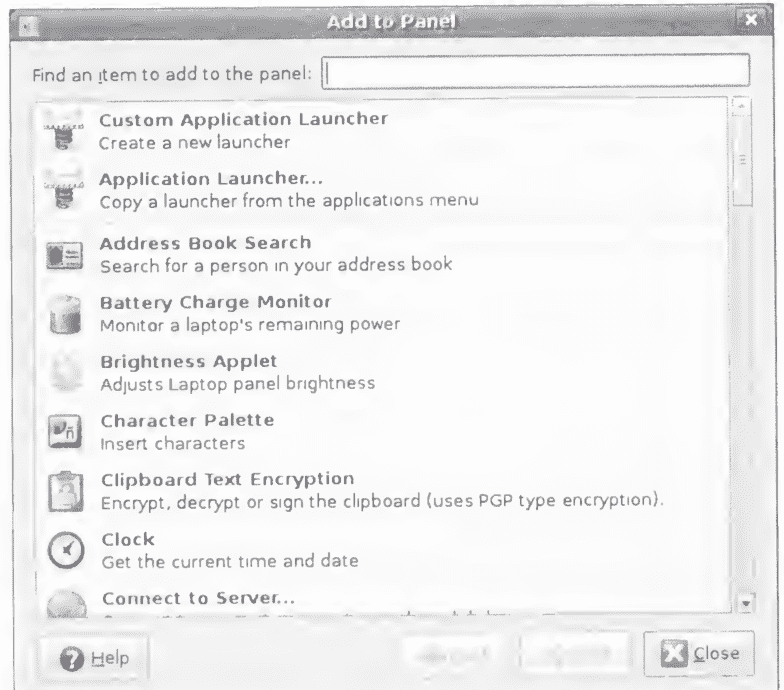 Add to Panel
Find an item to add to the panel:
Custom Application Launcher
Create a new launcher
Application Launcher...
Copy a launcher from the applications menu
Address Book Search
Search for a person in your address book
Battery Charge Monitor
Monitor a laptop's remaining power
Brightness Applet
Adjusts Laptop panel brightness
Character Palette
Insert characters
Clipboard Text Encryption
Encrypt, decrypt or sign the clipboard (uses PGP type encryption).
Clock
Get the current time and date
Connect to Server...
Help
Close